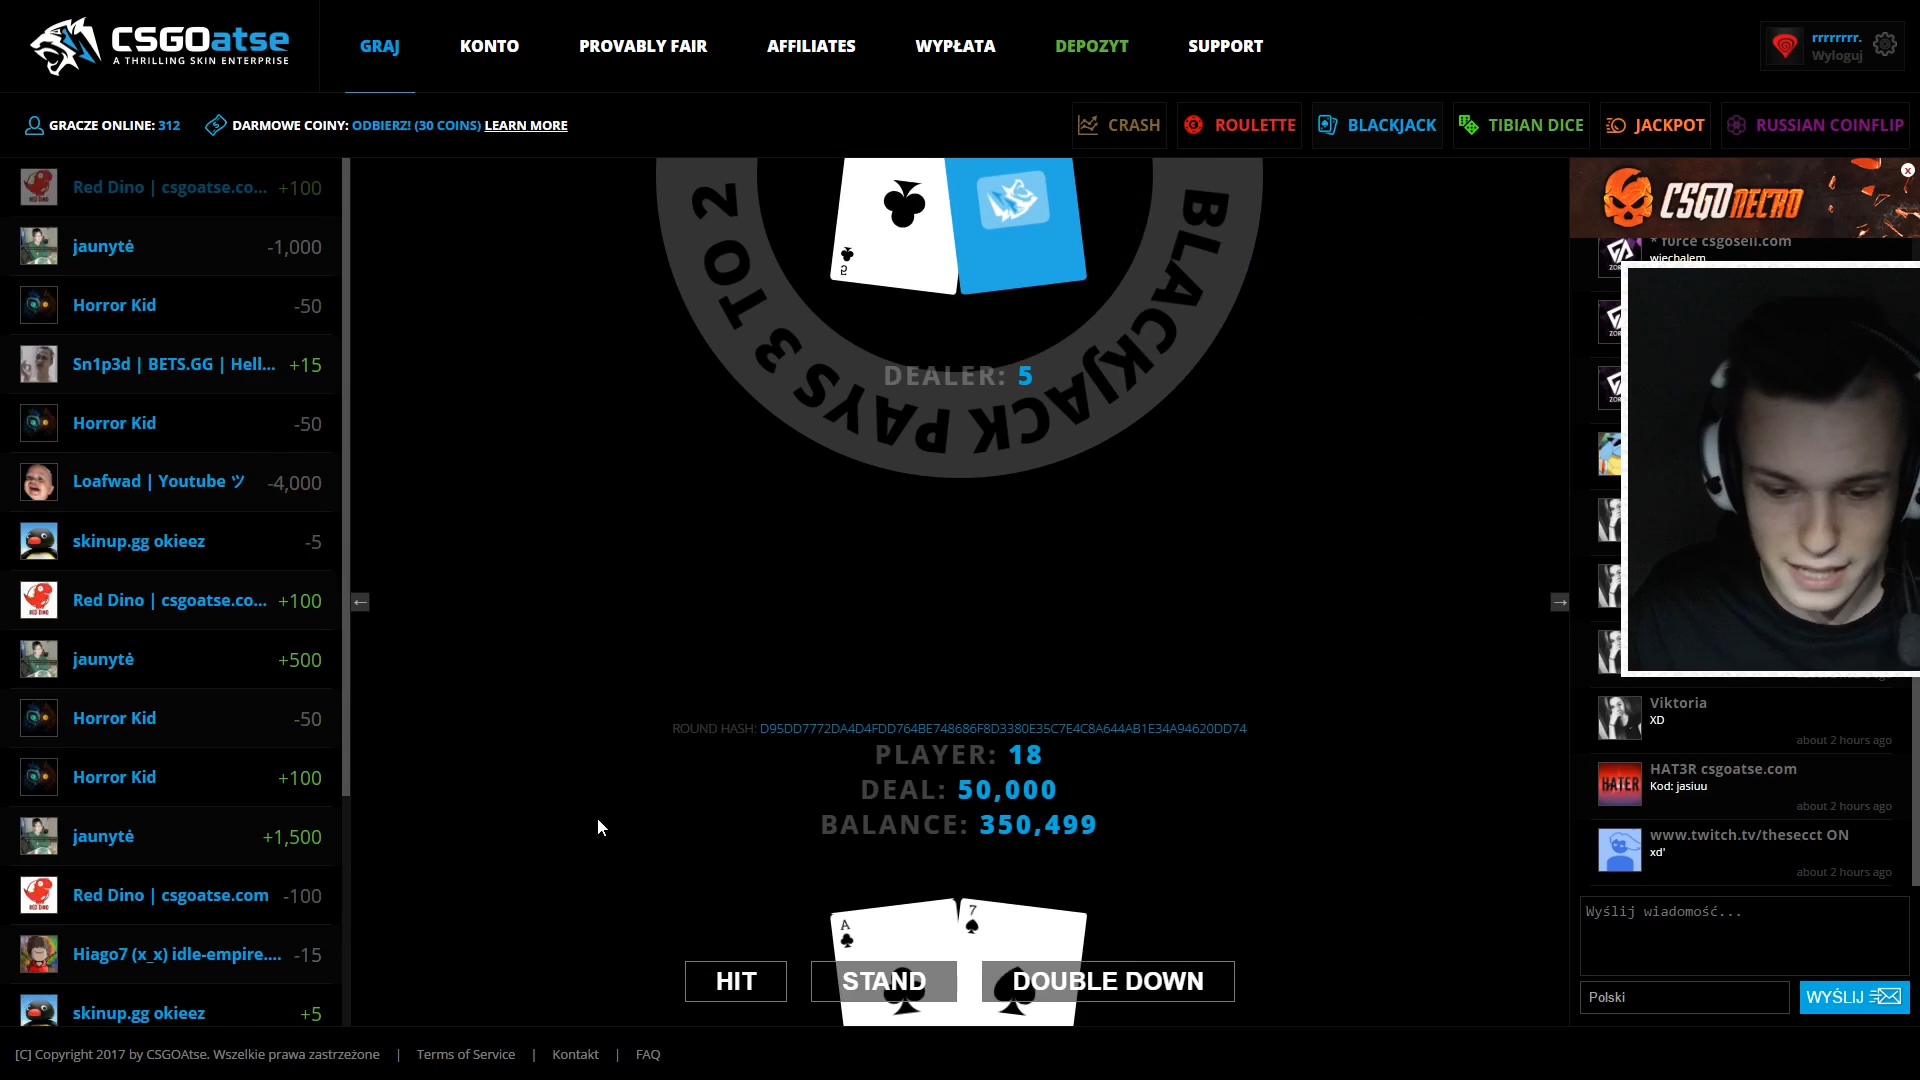 CSGOatse
A THRILLING SKIN ENTERPRISE
GRAJ
KONTO
PROVABLY FAIR
AFFILIATES
WYPŁATA
DEPOZYT
SUPPORT
rrrrrrrr.
Wyloguj
GRACZE ONLINE: 312
DARMOWE COINY: ODBIERZ! (30 COINS) LEARN MORE
CRASH
ROULETTE
BLACKJACK
TIBIAN DICE
JACKPOT
RUSSIAN COINFLIP
Red Dino | csgoatse.co... +100
jaunytė -1,000
Horror Kid -50
Sn1p3d | BETS.GG | Hell... +15
Horror Kid -50
Loafwad | Youtube ツ -4,000
skinup.gg okieez -5
Red Dino | csgoatse.co... +100
jaunytė +500
Horror Kid -50
Horror Kid +100
jaunytė +1,500
Red Dino | csgoatse.com -100
Hiago7 (x_x) idle-empire.... -15
skinup.gg okieez +5
BLACKJACK PAYS 3 TO 2
2
DEALER: 5
ROUND HASH: D95DD7772DA4D4FDD764BE748686F8D3380E35C7E4C8A644AB1E34A94620DD74
PLAYER: 18
DEAL: 50,000
BALANCE: 350,499
A
7
HIT
STAND
DOUBLE DOWN
CSGONECRO
x
* f0rce csgosell.com
wjechalem
Viktoria
XD
about 2 hours ago
HATER
HAT3R csgoatse.com
Kod: jasiuu
about 2 hours ago
www.twitch.tv/thesecct ON
xd'
about 2 hours ago
Wyślij wiadomość...
Polski
WYŚLIJ
[C] Copyright 2017 by CSGOAtse. Wszelkie prawa zastrzeżone | Terms of Service | Kontakt | FAQ